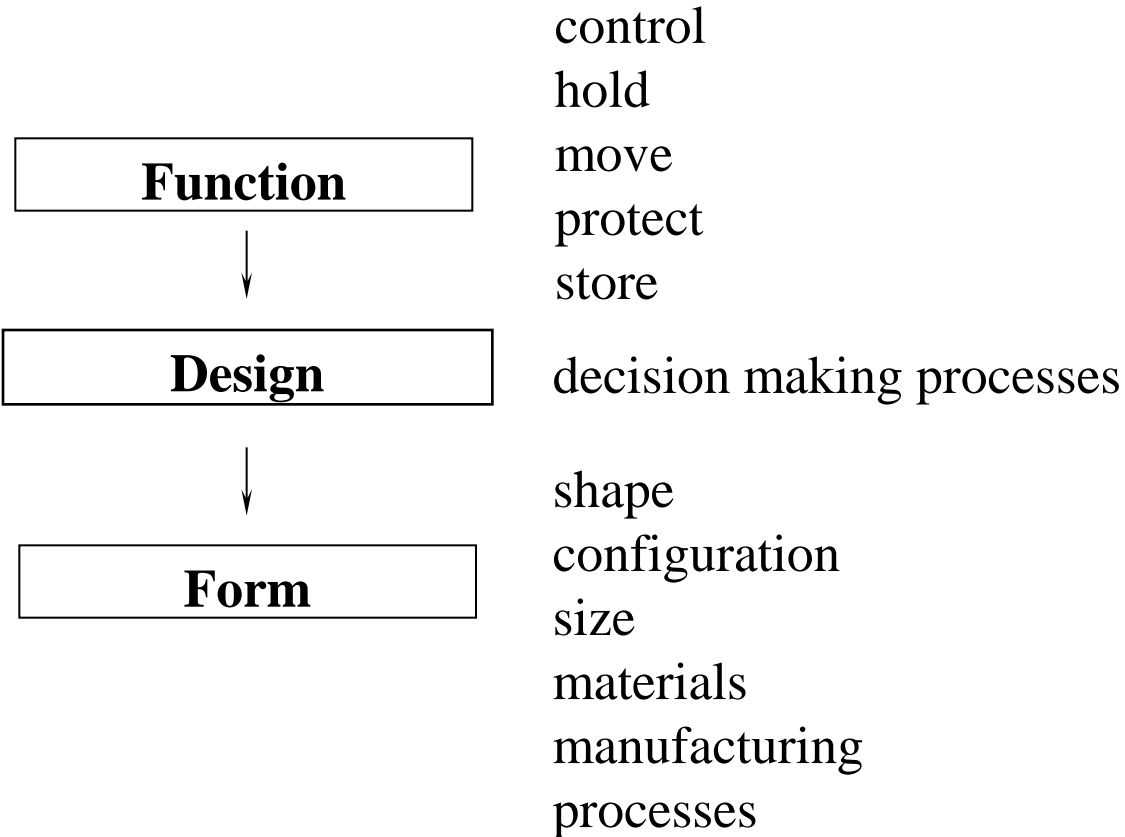 control
hold
move
protect
store
Function
Design
decision making processes
Form
shape
configuration
size
materials
manufacturing
processes